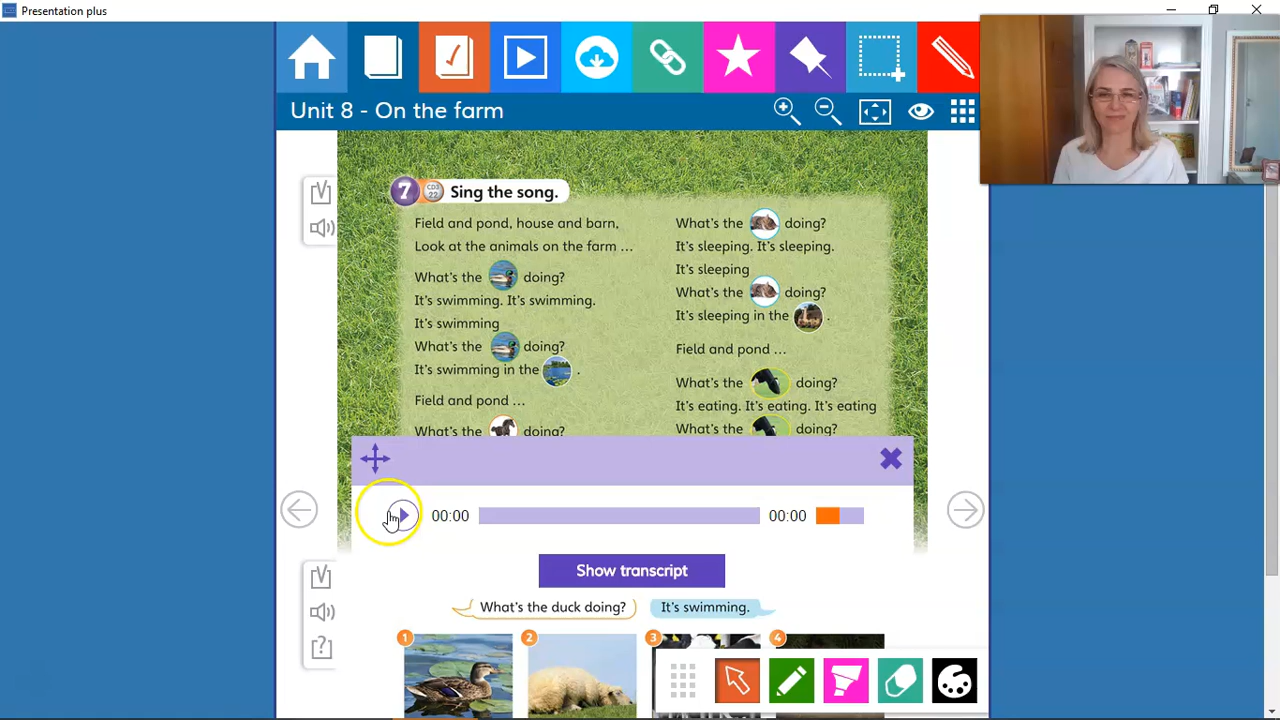 Presentation plus
Unit 8 - On the farm
7 CD3 22 Sing the song.
Field and pond, house and barn,
Look at the animals on the farm ...
What's the doing?
It's swimming. It's swimming.
It's swimming
What's the doing?
It's swimming in the .
Field and pond ...
What's the doing?
What's the doing?
It's sleeping. It's sleeping.
It's sleeping
What's the doing?
It's sleeping in the .
Field and pond ...
What's the doing?
It's eating. It's eating. It's eating
What's the doing?
00:00
00:00
Show transcript
What's the duck doing?
It's swimming.
1
2
3
4